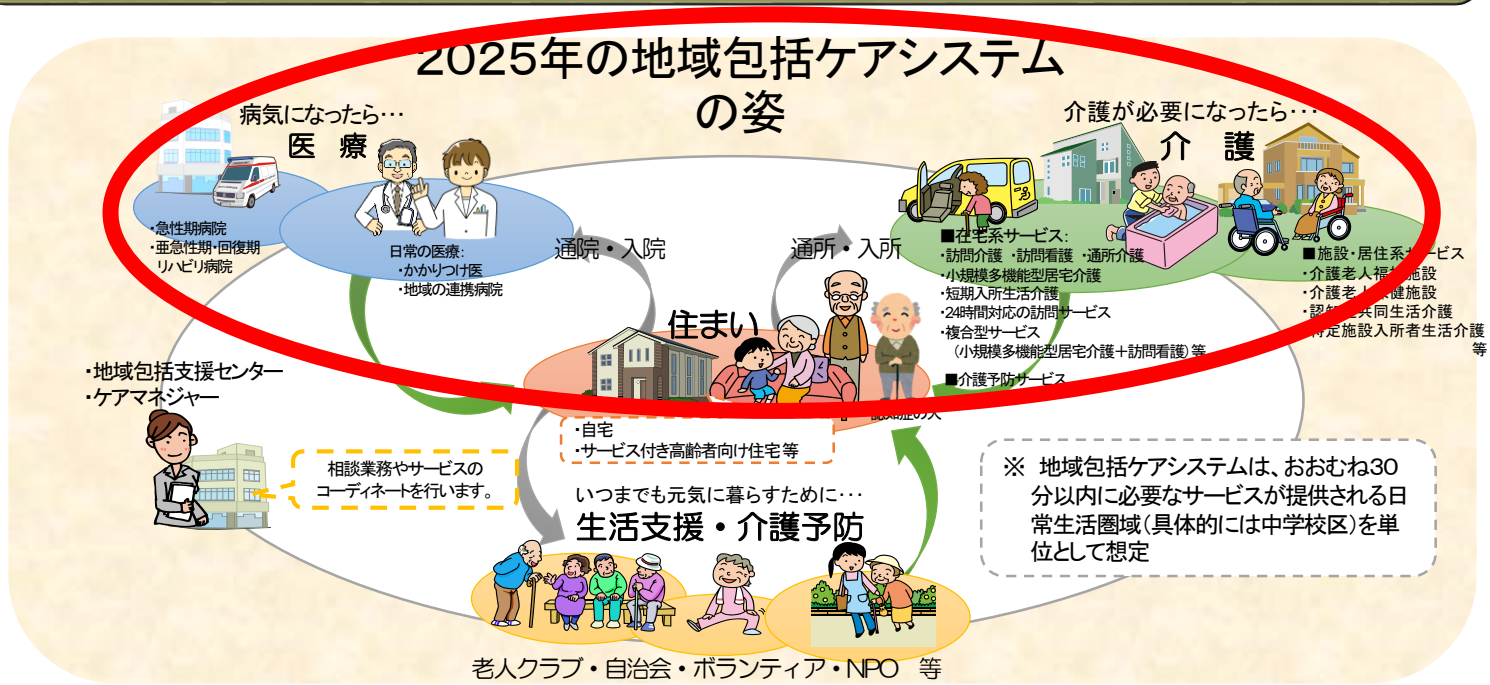 2025年の地域包括ケアシステム
の姿
病気になったら・・・
医　療
・急性期病院
・亜急性期・回復期
リハビリ病院
日常の医療:
・かかりつけ医
・地域の連携病院
通院・入院
通所・入所
介護が必要になったら・・・
介　護
■在宅系サービス:
・訪問介護 ・訪問看護 ・通所介護
・小規模多機能型居宅介護
・短期入所生活介護
・24時間対応の訪問サービス
・複合型サービス
（小規模多機能型居宅介護＋訪問看護）等
■介護予防サービス
■施設・居住系サービス
・介護老人福祉施設
・介護老人保健施設
・認知症共同生活介護
・特定施設入所者生活介護
等
住まい
認知症の人
・自宅
・サービス付き高齢者向け住宅等
・地域包括支援センター
・ケアマネジャー
相談業務やサービスの
コーディネートを行います。
いつまでも元気に暮らすために・・・
生活支援・介護予防
老人クラブ・自治会・ボランティア・NPO　等
※　地域包括ケアシステムは、おおむね30
分以内に必要なサービスが提供される日
常生活圏域（具体的には中学校区）を単
位として想定